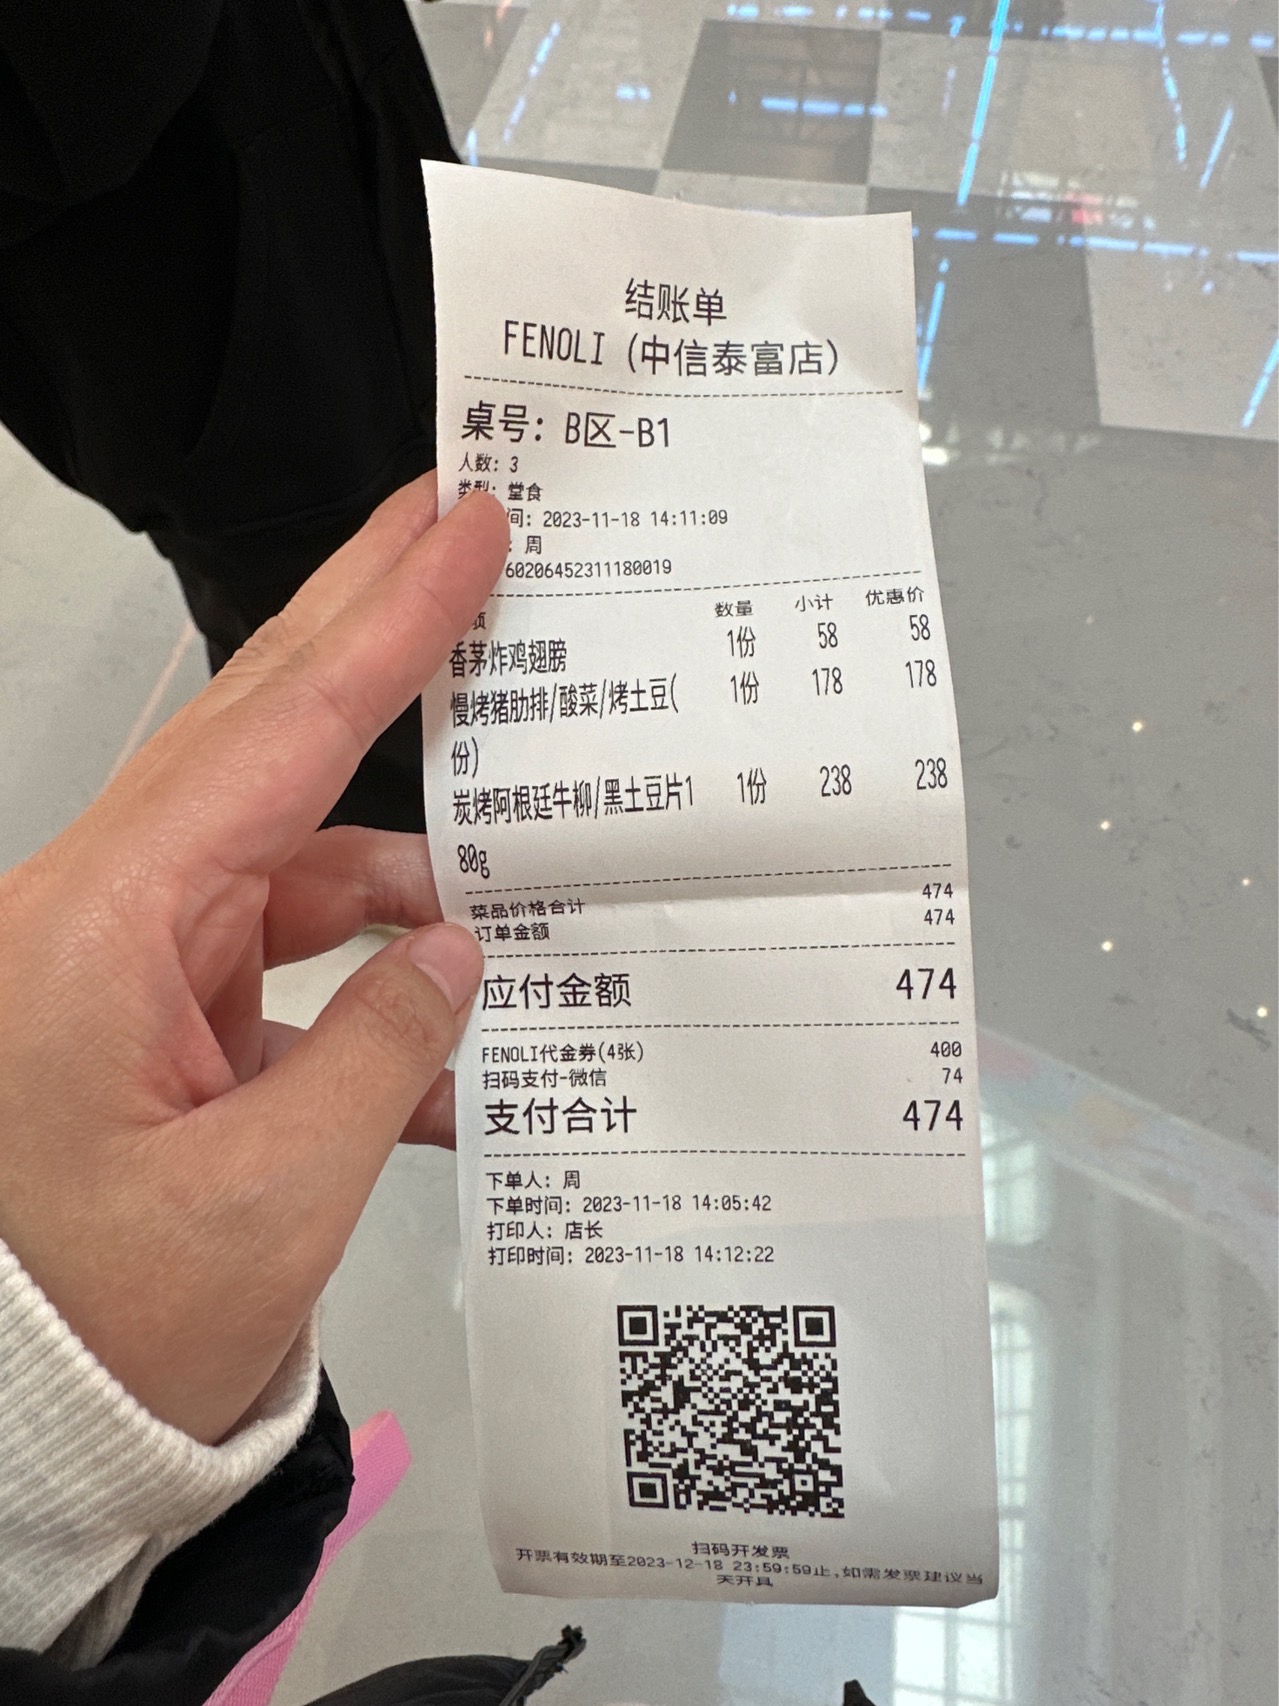 结账单
FENOLI (中信泰富店)
桌号: B区-B1
人数: 3
类型: 堂食
间: 2023-11-18 14:11:09
: 周
60206452311180019
项 数量 小计 优惠价
香茅炸鸡翅膀 1份 58 58
慢烤猪肋排/酸菜/烤土豆( 1份 178 178
份)
炭烤阿根廷牛柳/黑土豆片1 1份 238 238
80g
菜品价格合计 474
订单金额 474
应付金额 474
FENOLI代金券(4张) 400
扫码支付-微信 74
支付合计 474
下单人: 周
下单时间: 2023-11-18 14:05:42
打印人: 店长
打印时间: 2023-11-18 14:12:22
扫码开发票
开票有效期至2023-12-18 23:59:59止,如需发票建议当
天开具